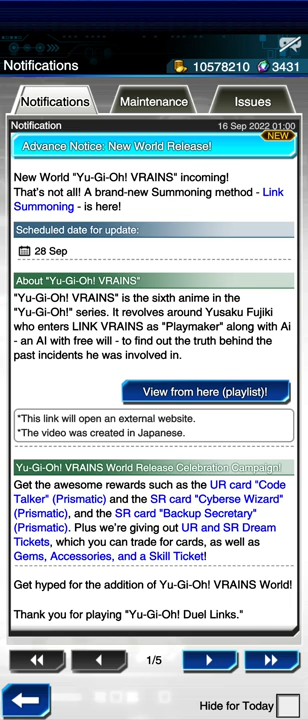 Notifications
10578210
3431
Notifications
Maintenance
Issues
Notification
16 Sep 2022 01:00
NEW
Advance Notice: New World Release!
New World "Yu-Gi-Oh! VRAINS" incoming!
That's not all! A brand-new Summoning method - Link
Summoning - is here!
Scheduled date for update:
28 Sep
About "Yu-Gi-Oh! VRAINS"
"Yu-Gi-Oh! VRAINS" is the sixth anime in the
"Yu-Gi-Oh!" series. It revolves around Yusaku Fujiki
who enters LINK VRAINS as "Playmaker" along with Ai
- an AI with free will - to find out the truth behind the
past incidents he was involved in.
View from here (playlist)!
*This link will open an external website.
*The video was created in Japanese.
Yu-Gi-Oh! VRAINS World Release Celebration Campaign!
Get the awesome rewards such as the UR card "Code
Talker" (Prismatic) and the SR card "Cyberse Wizard"
(Prismatic), and the SR card "Backup Secretary"
(Prismatic). Plus we're giving out UR and SR Dream
Tickets, which you can trade for cards, as well as
Gems, Accessories, and a Skill Ticket!
Get hyped for the addition of Yu-Gi-Oh! VRAINS World!
Thank you for playing "Yu-Gi-Oh! Duel Links."
1/5
Hide for Today